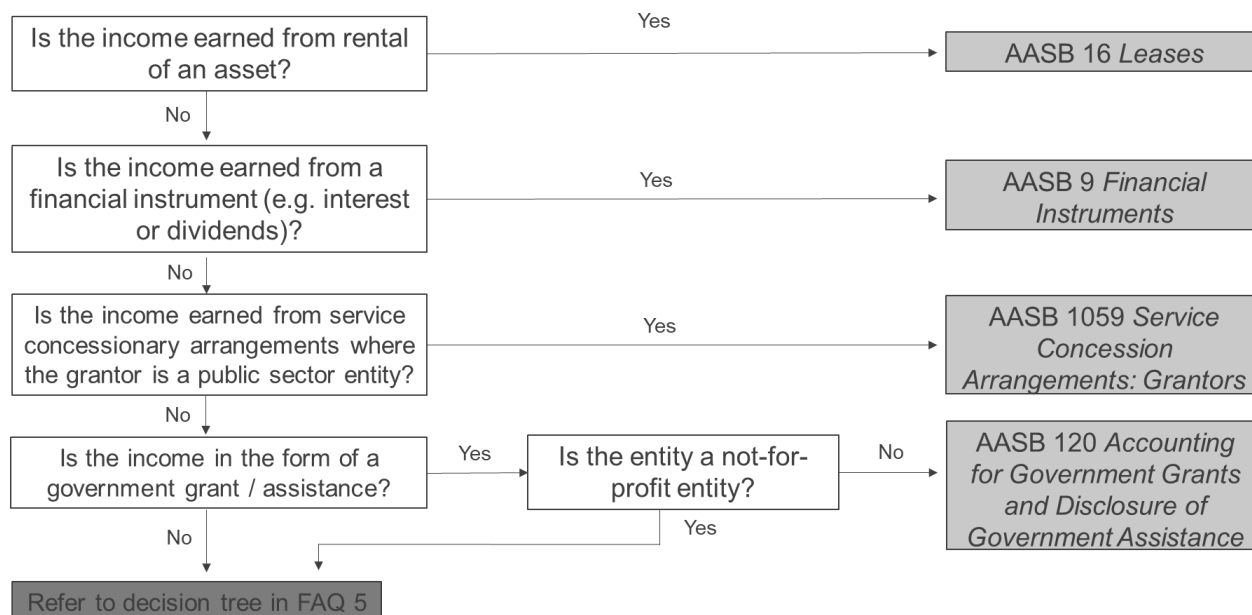 Yes
Is the income earned from rental
of an asset?
AASB 16 Leases
No
Is the income earned from a
financial instrument (e.g. interest
or dividends)?
Yes
AASB 9 Financial
Instruments
No
Is the income earned from service
concessionary arrangements where
the grantor is a public sector entity?
Yes
AASB 1059 Service
Concession
Arrangements: Grantors
No
Is the income in the form of a
government grant / assistance?
Yes
Is the entity a not-for-
profit entity?
No
AASB 120 Accounting
for Government Grants
and Disclosure of
Government Assistance
No
Yes
Refer to decision tree in FAQ 5